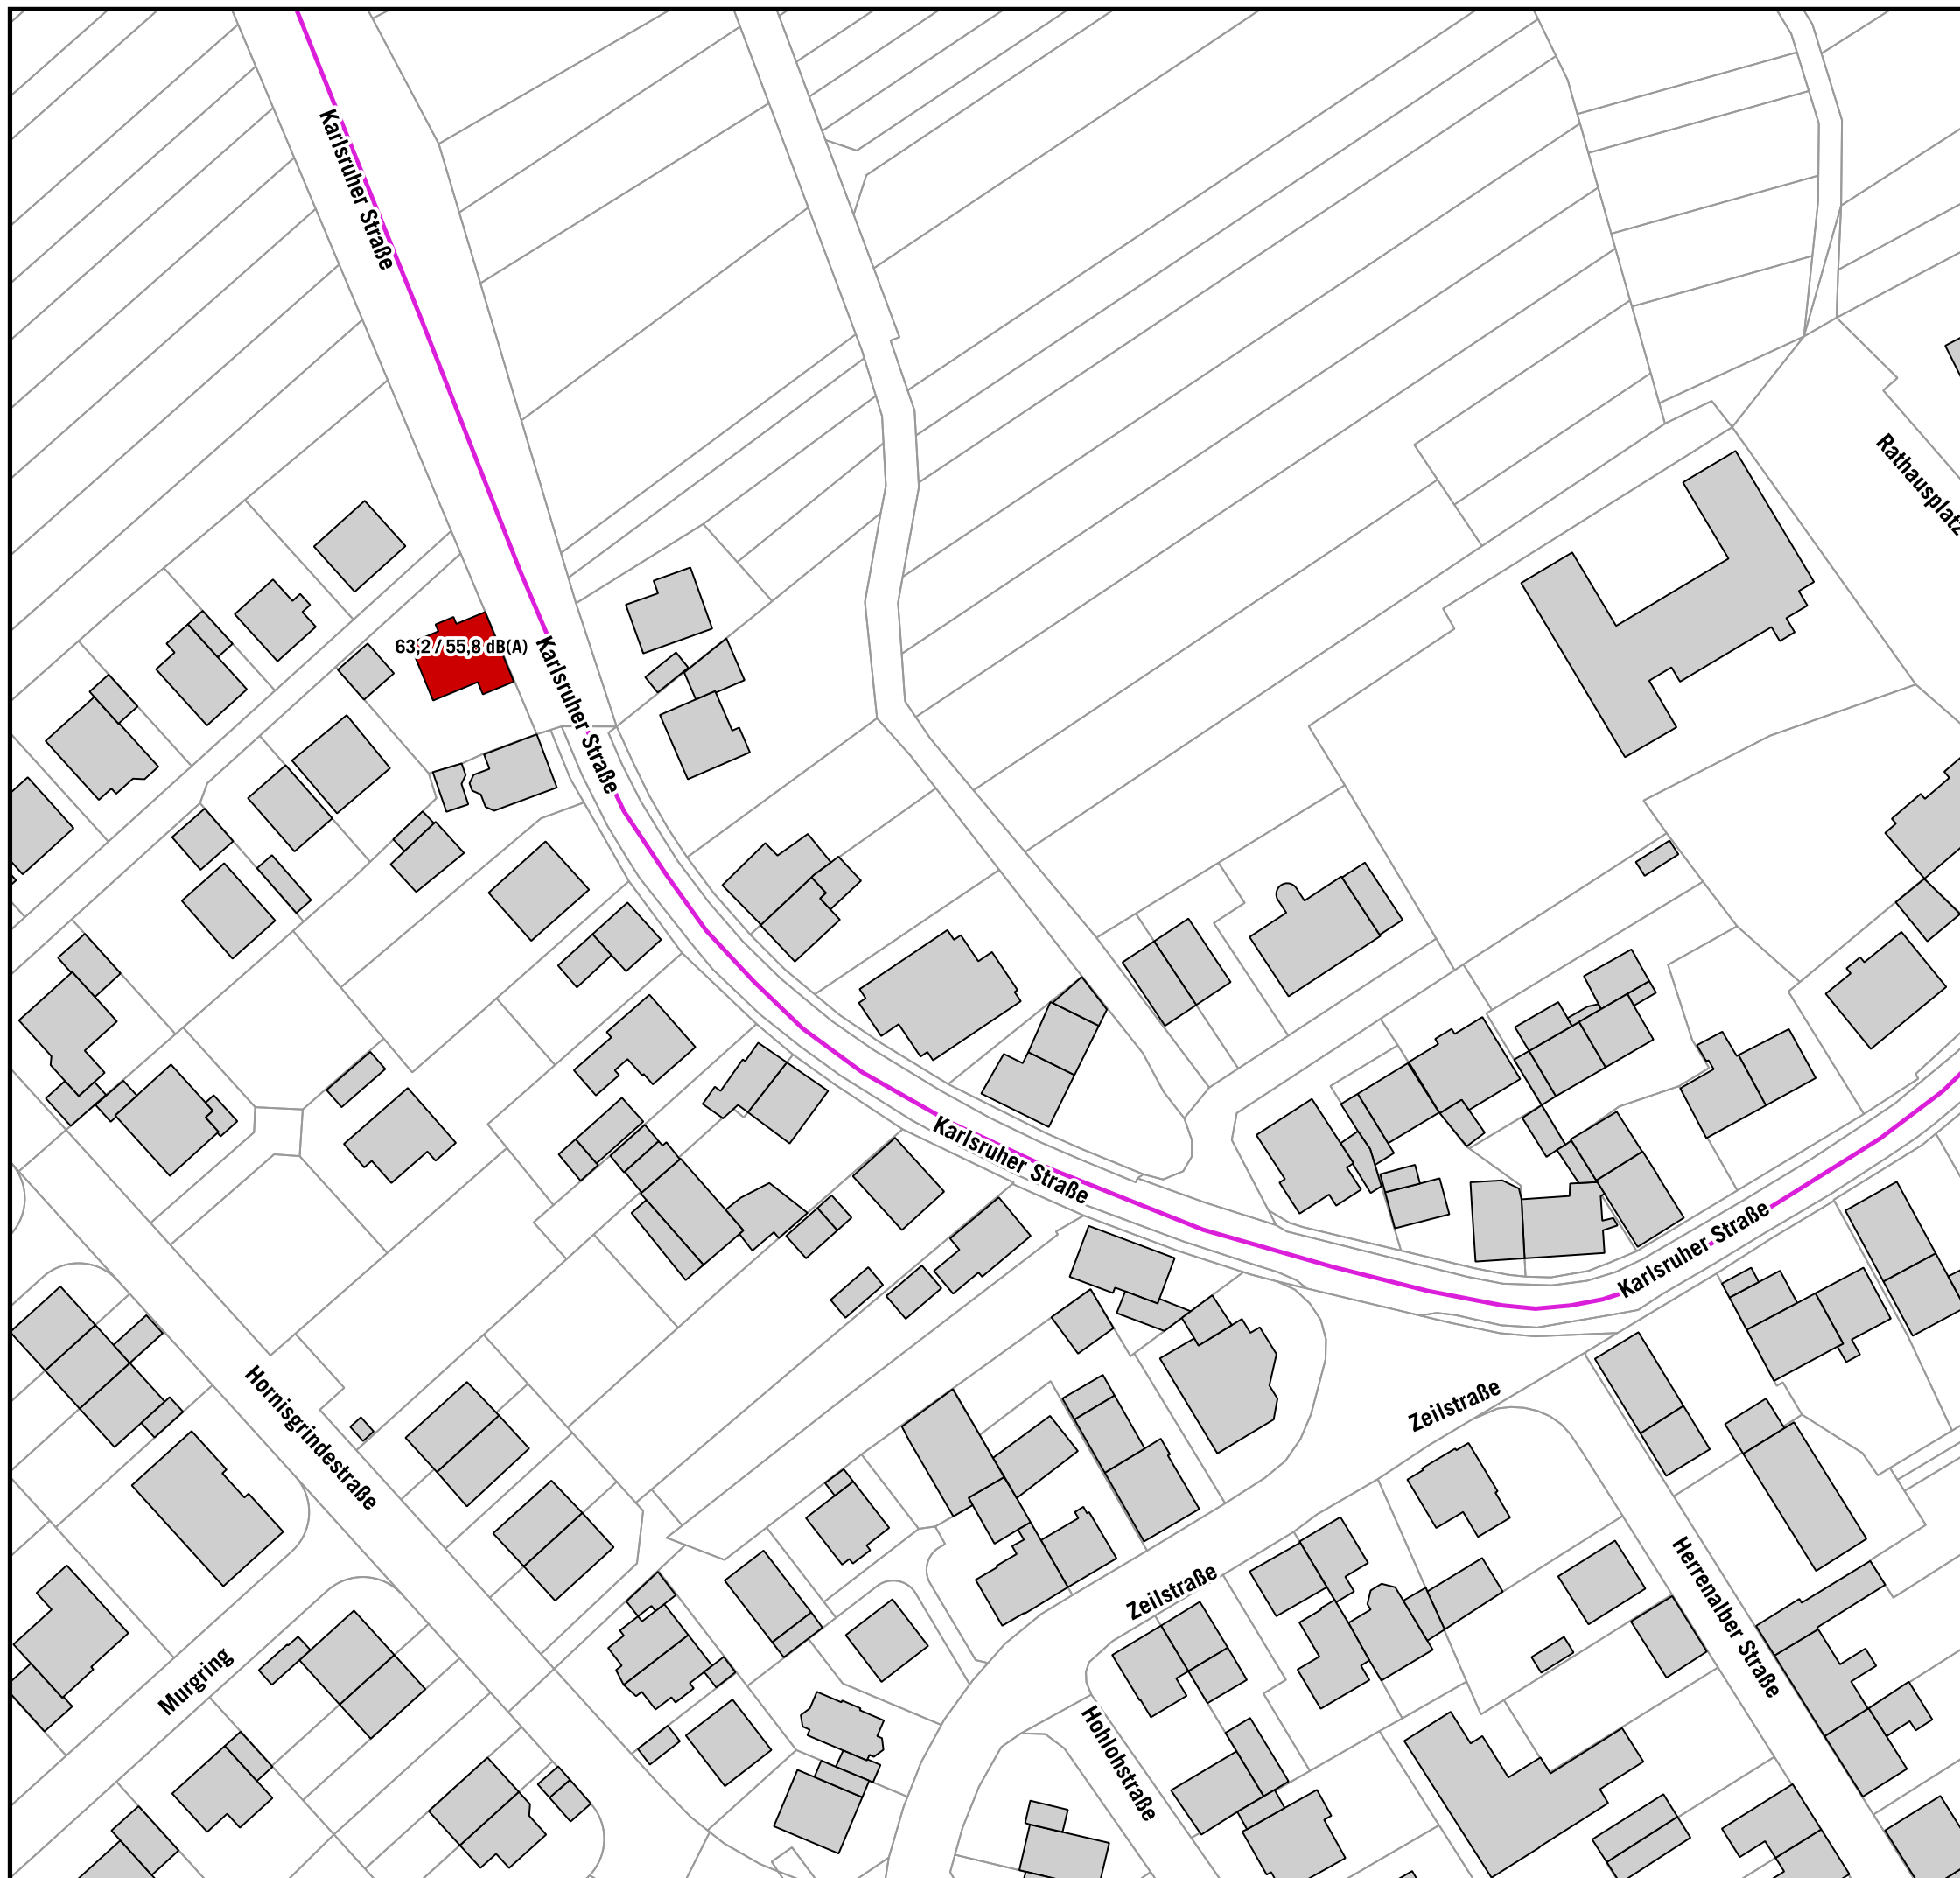 Karlsruher Straße
Rathausplatz
63,2 / 55,8 dB(A)
Karlsruher Straße
Karlsruher Straße
Karlsruher Straße
Hornisgrindestraße
Zeilstraße
Zeilstraße
Herrenalber Straße
Murgring
Hohlohstraße